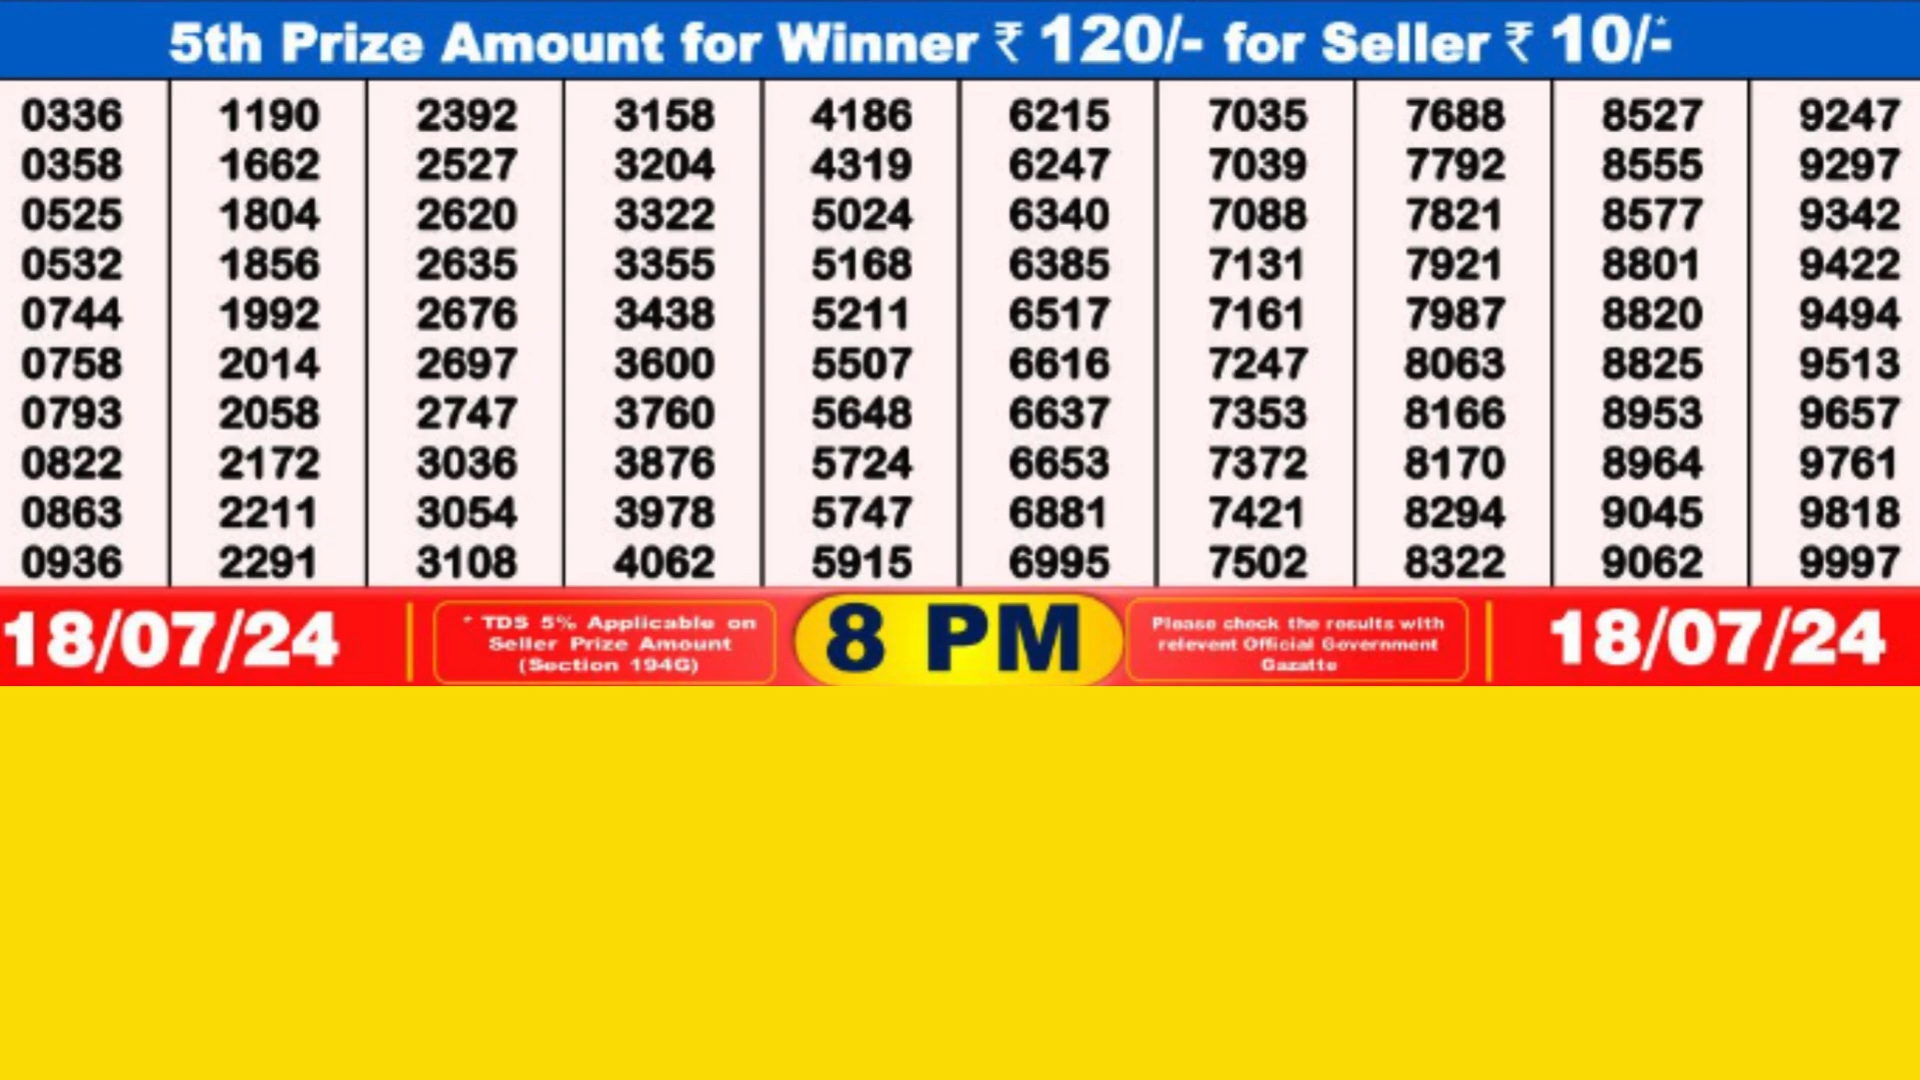 5th Prize Amount for Winner ₹ 120/- for Seller ₹ 10/-*
0336 1190 2392 3158 4186 6215 7035 7688 8527 9247
0358 1662 2527 3204 4319 6247 7039 7792 8555 9297
0525 1804 2620 3322 5024 6340 7088 7821 8577 9342
0532 1856 2635 3355 5168 6385 7131 7921 8801 9422
0744 1992 2676 3438 5211 6517 7161 7987 8820 9494
0758 2014 2697 3600 5507 6616 7247 8063 8825 9513
0793 2058 2747 3760 5648 6637 7353 8166 8953 9657
0822 2172 3036 3876 5724 6653 7372 8170 8964 9761
0863 2211 3054 3978 5747 6881 7421 8294 9045 9818
0936 2291 3108 4062 5915 6995 7502 8322 9062 9997
18/07/24
* TDS 5% Applicable on
Seller Prize Amount
(Section 194G)
8 PM
Please check the results with
relevent Official Government
Gazatte
18/07/24